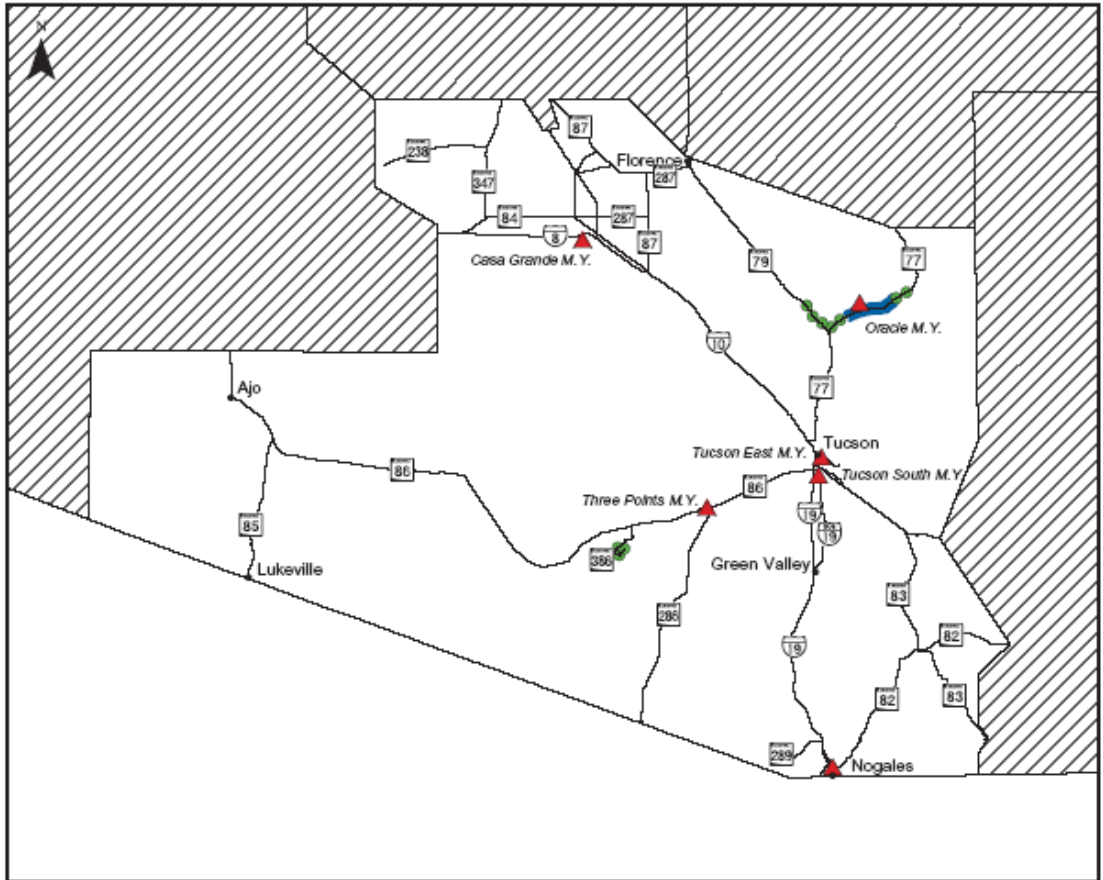 N
87
238
Florence
287
347
84
287
8
87
Casa Grande M.Y.
79
77
Oracle M.Y.
10
77
Ajo
Tucson
Tucson East M.Y.
86
Tucson South M.Y.
86
Three Points M.Y.
85
19
19
386
Lukeville
Green Valley
83
286
82
19
82
83
289
Nogales